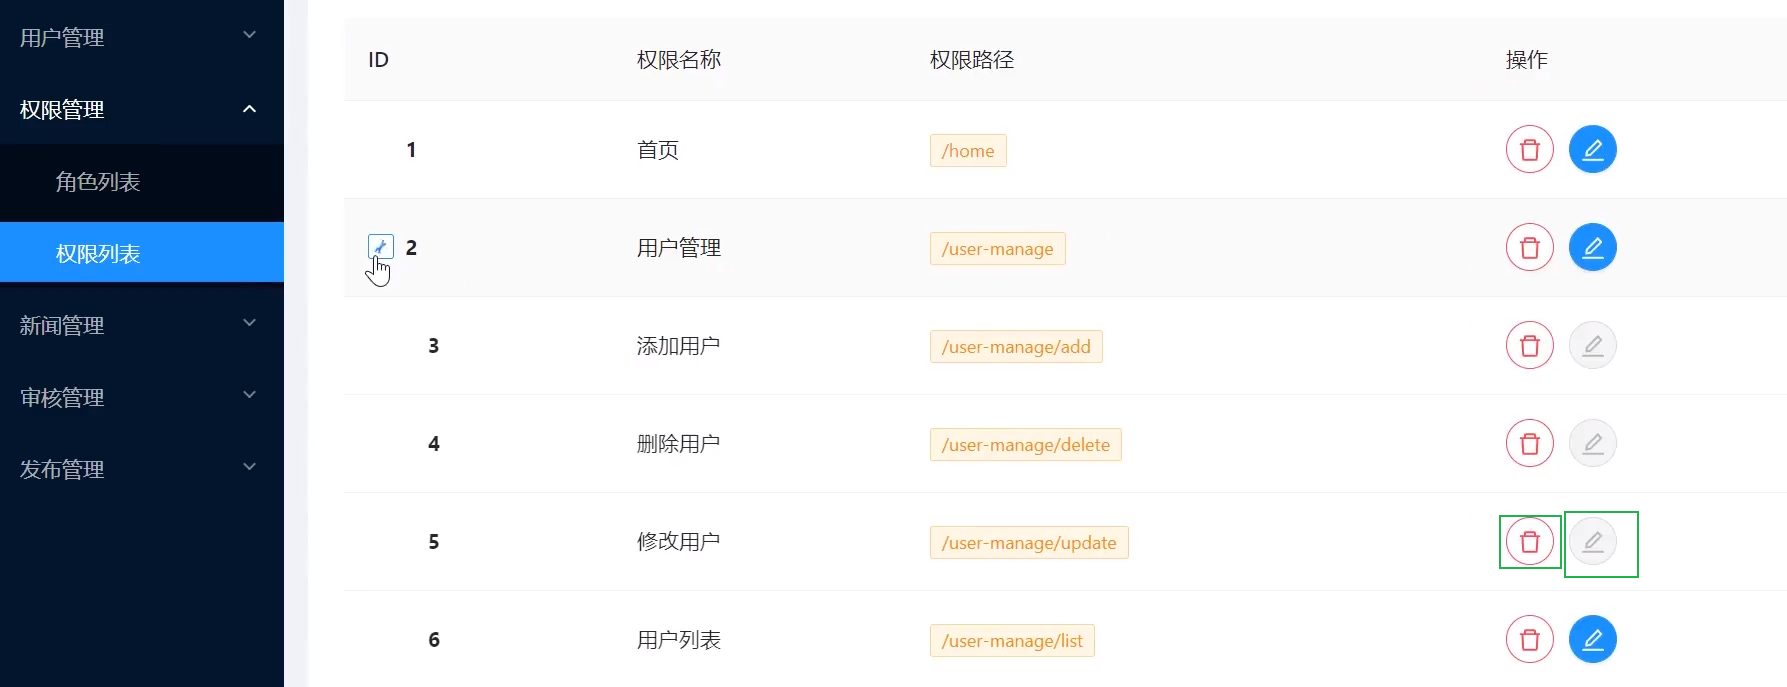 用户管理
权限管理
角色列表
权限列表
新闻管理
审核管理
发布管理
ID 权限名称 权限路径 操作
1 首页 /home
2 用户管理 /user-manage
3 添加用户 /user-manage/add
4 删除用户 /user-manage/delete
5 修改用户 /user-manage/update
6 用户列表 /user-manage/list